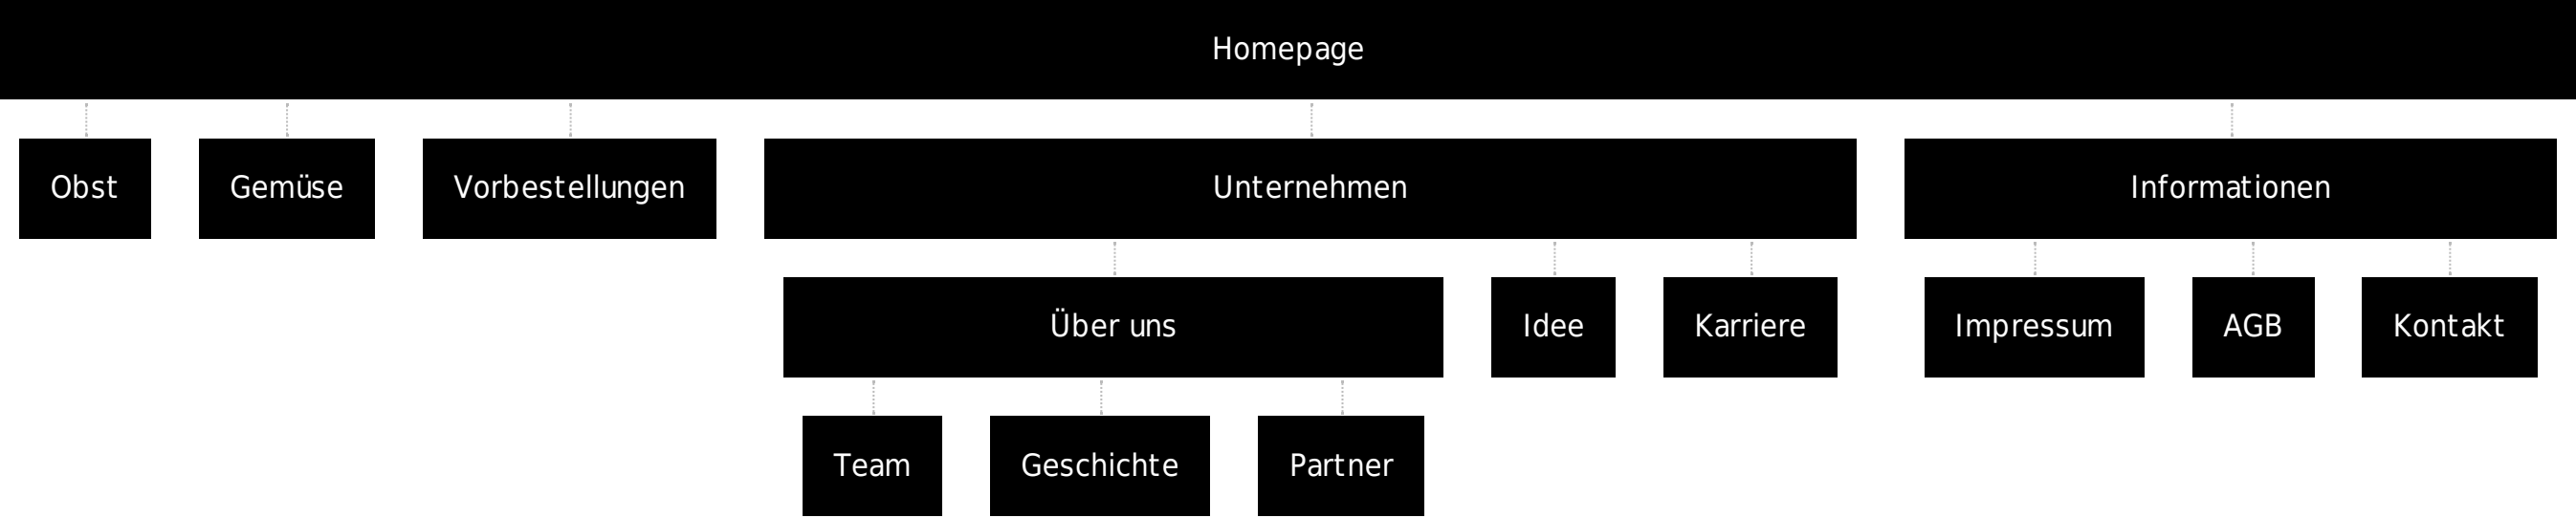 Homepage
Obst Gemüse Vorbestellungen Unternehmen Informationen
Über uns Idee Karriere Impressum AGB Kontakt
Team Geschichte Partner